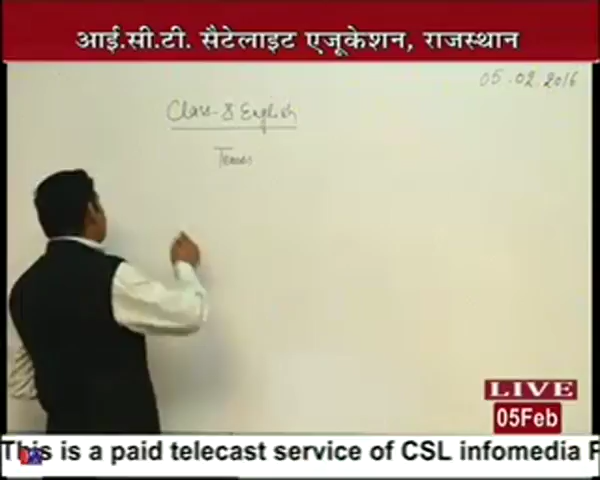 आई.सी.टी. सैटेलाइट एजूकेशन, राजस्थान
05.02.2016
Class-8 English
Tenses
LIVE
05Feb
This is a paid telecast service of CSL infomedia P